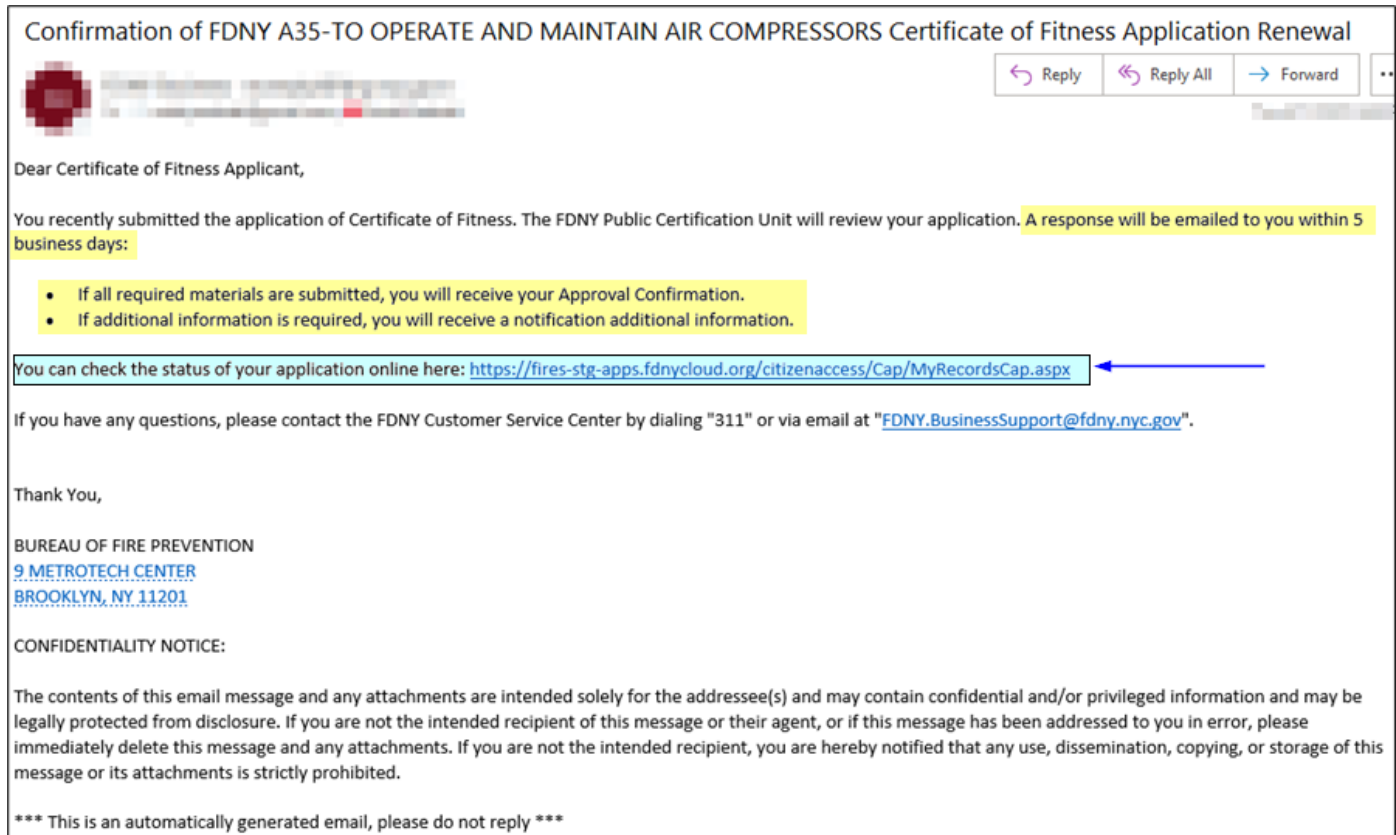 Confirmation of FDNY A35-TO OPERATE AND MAINTAIN AIR COMPRESSORS Certificate of Fitness Application Renewal
Reply
Reply All
Forward
Dear Certificate of Fitness Applicant,
You recently submitted the application of Certificate of Fitness. The FDNY Public Certification Unit will review your application. A response will be emailed to you within 5
business days:
• If all required materials are submitted, you will receive your Approval Confirmation.
• If additional information is required, you will receive a notification additional information.
You can check the status of your application online here: https://fires-stg-apps.fdnycloud.org/citizenaccess/Cap/MyRecordsCap.aspx
If you have any questions, please contact the FDNY Customer Service Center by dialing "311" or via email at "FDNY.BusinessSupport@fdny.nyc.gov".
Thank You,
BUREAU OF FIRE PREVENTION
9 METROTECH CENTER
BROOKLYN, NY 11201
CONFIDENTIALITY NOTICE:
The contents of this email message and any attachments are intended solely for the addressee(s) and may contain confidential and/or privileged information and may be
legally protected from disclosure. If you are not the intended recipient of this message or their agent, or if this message has been addressed to you in error, please
immediately delete this message and any attachments. If you are not the intended recipient, you are hereby notified that any use, dissemination, copying, or storage of this
message or its attachments is strictly prohibited.
*** This is an automatically generated email, please do not reply ***